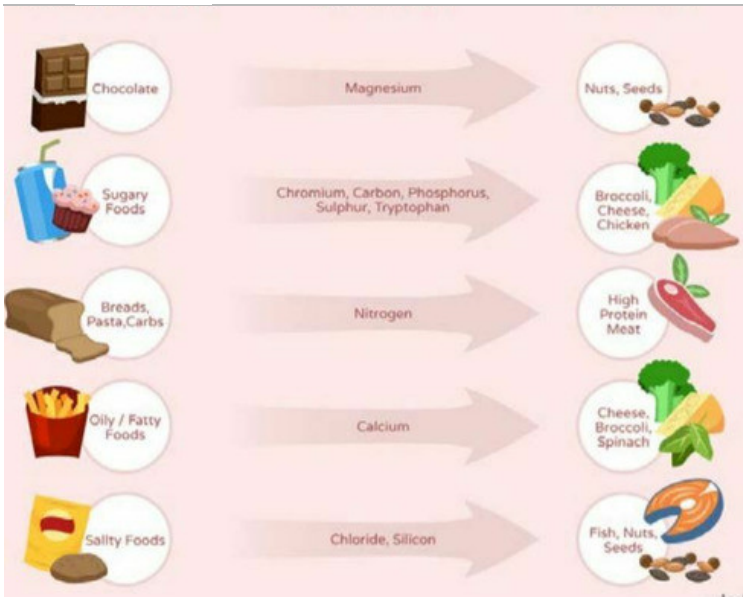 Chocolate
Magnesium
Nuts, Seeds
Sugary
Foods
Chromium, Carbon, Phosphorus,
Sulphur, Tryptophan
Broccoli,
Cheese,
Chicken
Breads,
Pasta,Carbs
Nitrogen
High
Protein
Meat
Oily / Fatty
Foods
Calcium
Cheese,
Broccoli,
Spinach
Sallty Foods
Chloride, Silicon
Fish, Nuts,
Seeds